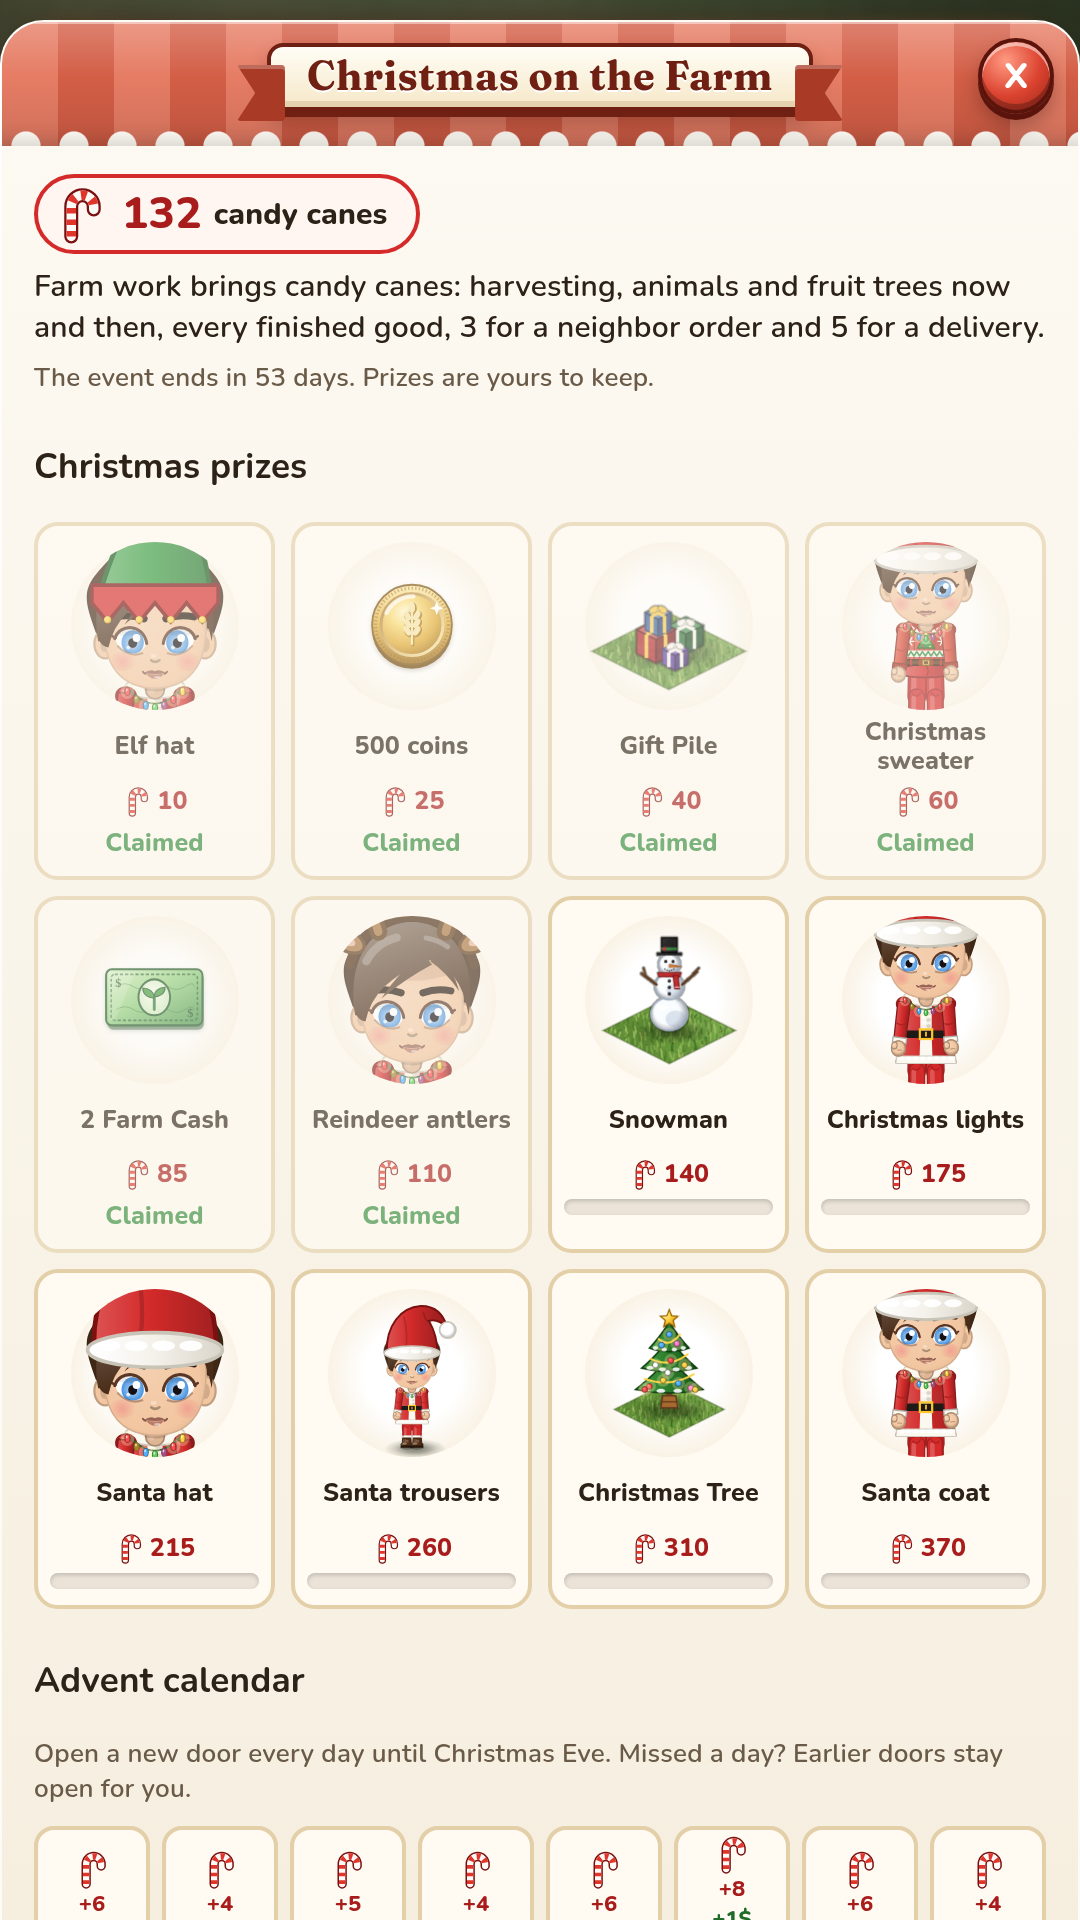 Christmas on the Farm
X
132 candy canes
Farm work brings candy canes: harvesting, animals and fruit trees now
and then, every finished good, 3 for a neighbor order and 5 for a delivery.
The event ends in 53 days. Prizes are yours to keep.
Christmas prizes
Elf hat
10
Claimed
500 coins
25
Claimed
Gift Pile
40
Claimed
Christmas
sweater
60
Claimed
2 Farm Cash
85
Claimed
Reindeer antlers
110
Claimed
Snowman
140
Christmas lights
175
Santa hat
215
Santa trousers
260
Christmas Tree
310
Santa coat
370
Advent calendar
Open a new door every day until Christmas Eve. Missed a day? Earlier doors stay
open for you.
+6
+4
+5
+4
+6
+8
+1$
+6
+4